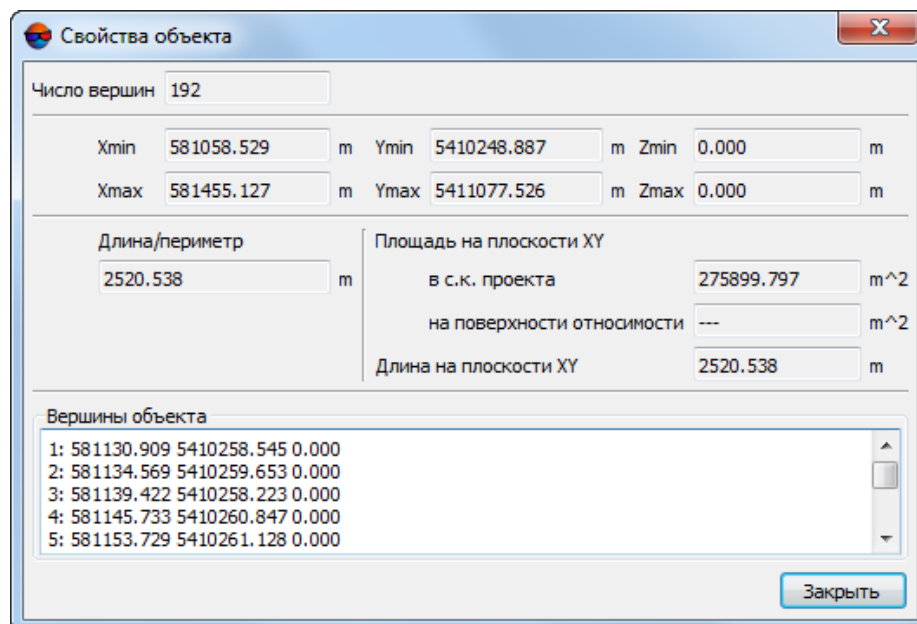 Свойства объекта
Число вершин 192
Xmin 581058.529 m Ymin 5410248.887 m Zmin 0.000 m
Xmax 581455.127 m Ymax 5411077.526 m Zmax 0.000 m
Длина/периметр Площадь на плоскости XY
2520.538 m в с.к. проекта 275899.797 m^2
на поверхности относимости --- m^2
Длина на плоскости XY 2520.538 m
Вершины объекта
1: 581130.909 5410258.545 0.000
2: 581134.569 5410259.653 0.000
3: 581139.422 5410258.223 0.000
4: 581145.733 5410260.847 0.000
5: 581153.729 5410261.128 0.000
Закрыть